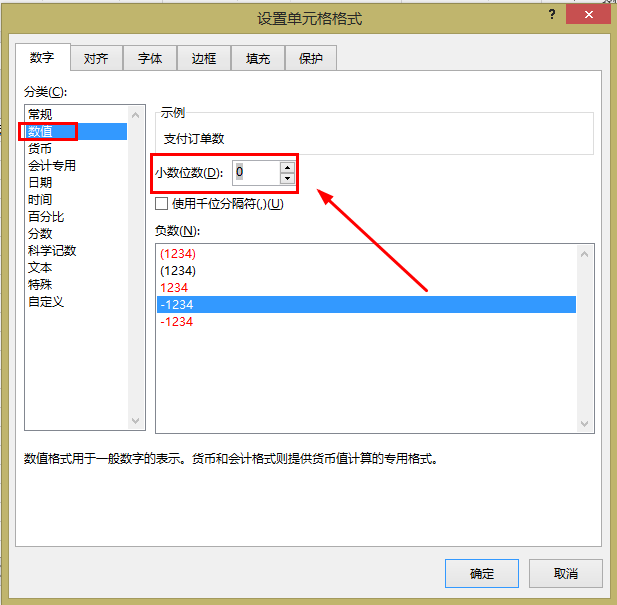 设置单元格格式
?
数字 对齐 字体 边框 填充 保护
分类(C):
常规
数值
货币
会计专用
日期
时间
百分比
分数
科学记数
文本
特殊
自定义
示例
支付订单数
小数位数(D): 0
使用千位分隔符(,)(U)
负数(N):
(1234)
(1234)
1234
-1234
-1234
数值格式用于一般数字的表示。货币和会计格式则提供货币值计算的专用格式。
确定 取消